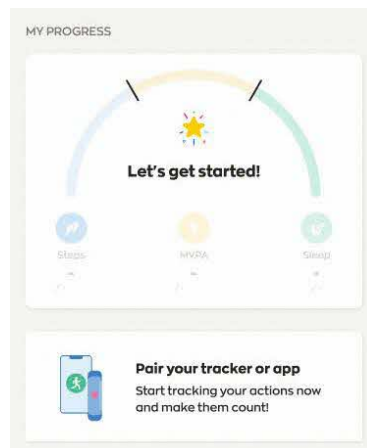 MY PROGRESS
Let's get started!
Steps MVPA Sleep
Pair your tracker or app
Start tracking your actions now
and make them count!